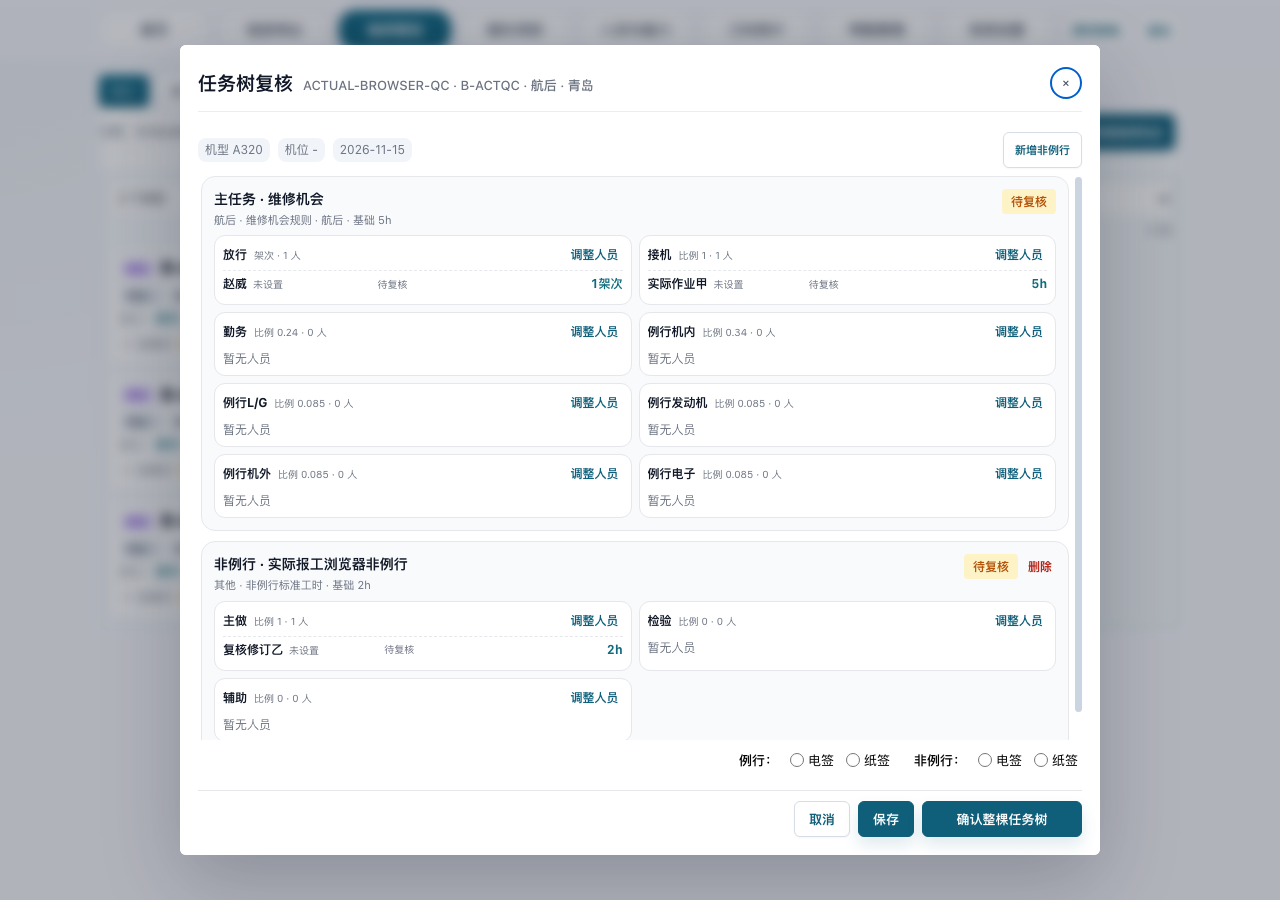 任务树复核 ACTUAL-BROWSER-QC · B-ACTQC · 航后 · 青岛
×
机型 A320 机位 - 2026-11-15 新增非例行
主任务 · 维修机会 待复核
航后 · 维修机会规则 · 航后 · 基础 5h
放行 架次 · 1 人 调整人员
赵威 未设置 待复核 1架次
接机 比例 1 · 1 人 调整人员
实际作业甲 未设置 待复核 5h
勤务 比例 0.24 · 0 人 调整人员
暂无人员
例行机内 比例 0.34 · 0 人 调整人员
暂无人员
例行L/G 比例 0.085 · 0 人 调整人员
暂无人员
例行发动机 比例 0.085 · 0 人 调整人员
暂无人员
例行机外 比例 0.085 · 0 人 调整人员
暂无人员
例行电子 比例 0.085 · 0 人 调整人员
暂无人员
非例行 · 实际报工浏览器非例行 待复核 删除
其他 · 非例行标准工时 · 基础 2h
主做 比例 1 · 1 人 调整人员
复核修订乙 未设置 待复核 2h
检验 比例 0 · 0 人 调整人员
暂无人员
辅助 比例 0 · 0 人 调整人员
暂无人员
例行： 电签 纸签 非例行： 电签 纸签
取消 保存 确认整棵任务树